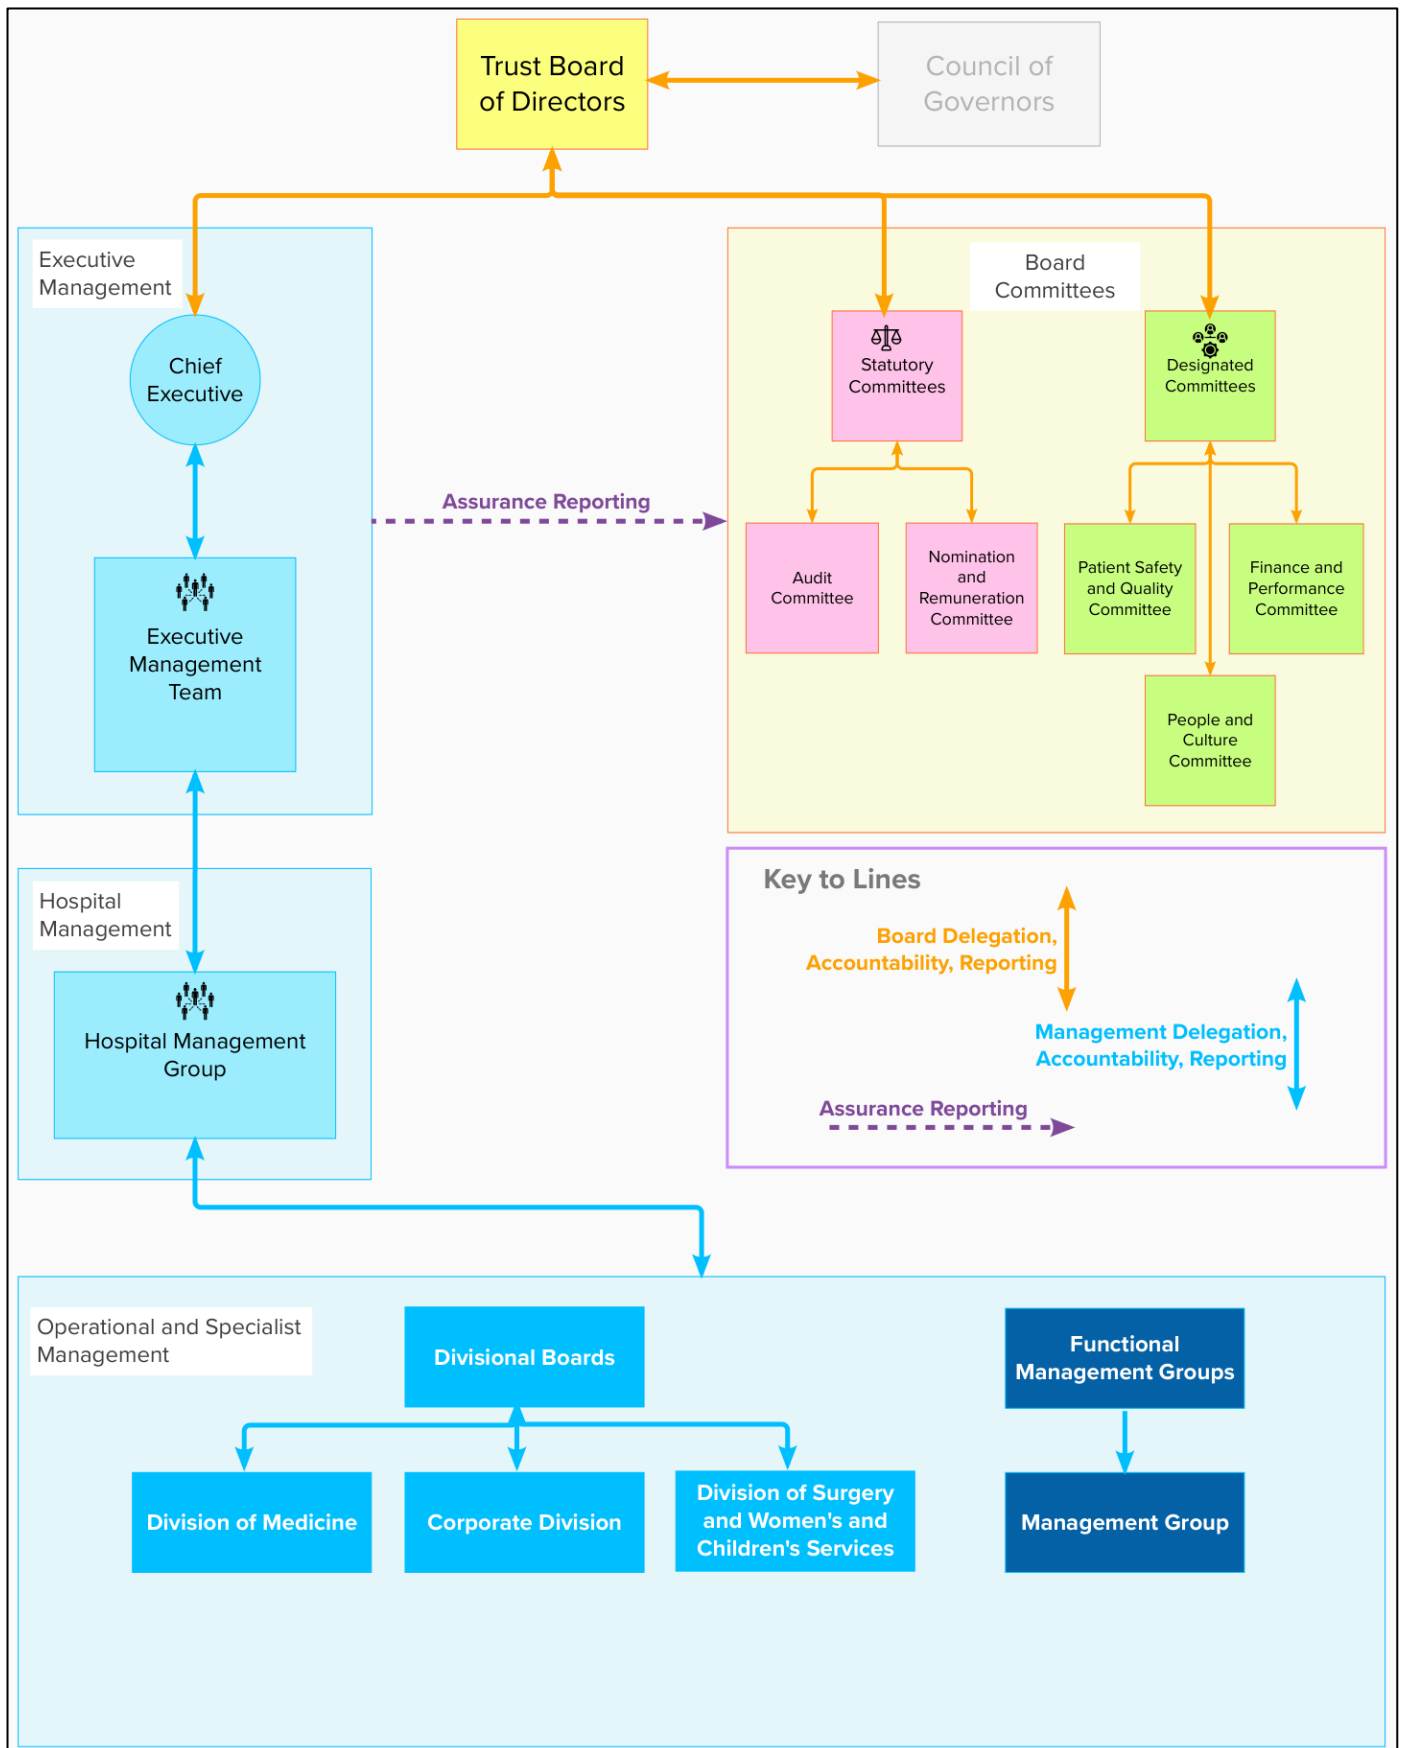 Trust Board
of Directors
Council of
Governors
Executive
Management
Board
Committees
Chief
Executive
Statutory
Committees
Designated
Committees
Assurance Reporting
Audit
Committee
Nomination
and
Remuneration
Committee
Patient Safety
and Quality
Committee
Finance and
Performance
Committee
Executive
Management
Team
People and
Culture
Committee
Key to Lines
Board Delegation,
Accountability, Reporting
Management Delegation,
Accountability, Reporting
Assurance Reporting
Hospital
Management
Hospital Management
Group
Operational and Specialist
Management
Divisional Boards
Functional
Management Groups
Division of Medicine
Corporate Division
Division of Surgery
and Women's and
Children's Services
Management Group